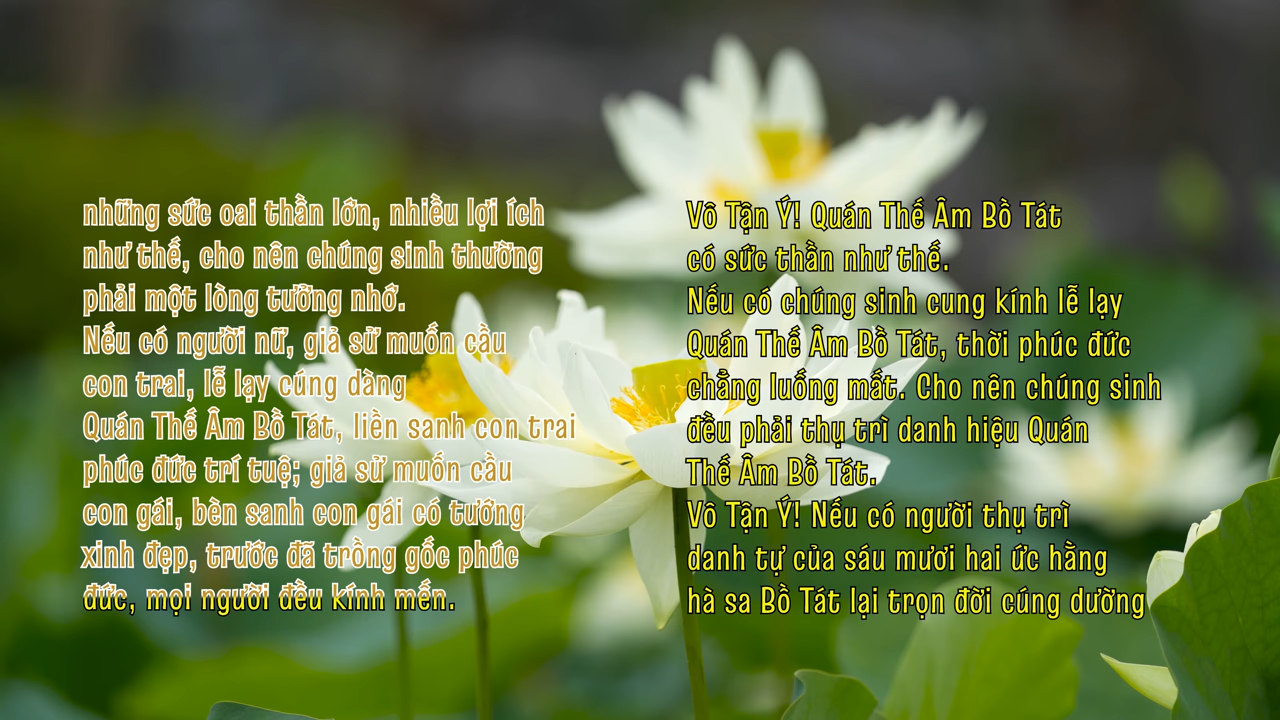 những sức oai thần lớn, nhiều lợi ích
như thế, cho nên chúng sinh thường
phải một lòng tưởng nhớ.
Nếu có người nữ, giả sử muốn cầu
con trai, lễ lạy cúng dàng
Quán Thế Âm Bồ Tát, liền sanh con trai
phúc đức trí tuệ; giả sử muốn cầu
con gái, bèn sanh con gái có tướng
xinh đẹp, trước đã trồng gốc phúc
đức, mọi người đều kính mến.
Vô Tận Ý! Quán Thế Âm Bồ Tát
có sức thần như thế.
Nếu có chúng sinh cung kính lễ lạy
Quán Thế Âm Bồ Tát, thời phúc đức
chẳng luống mất. Cho nên chúng sinh
đều phải thụ trì danh hiệu Quán
Thế Âm Bồ Tát.
Vô Tận Ý! Nếu có người thụ trì
danh tự của sáu mươi hai ức hằng
hà sa Bồ Tát lại trọn đời cúng dường